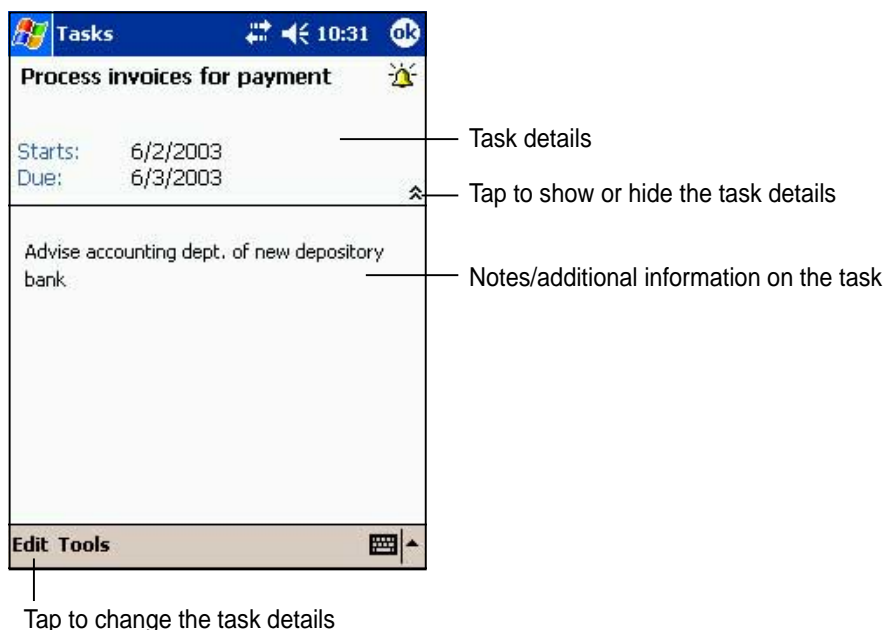 Tasks 10:31 ok
Process invoices for payment
Task details
Starts: 6/2/2003
Due: 6/3/2003
Tap to show or hide the task details
Advise accounting dept. of new depository
bank
Notes/additional information on the task
Edit Tools
Tap to change the task details